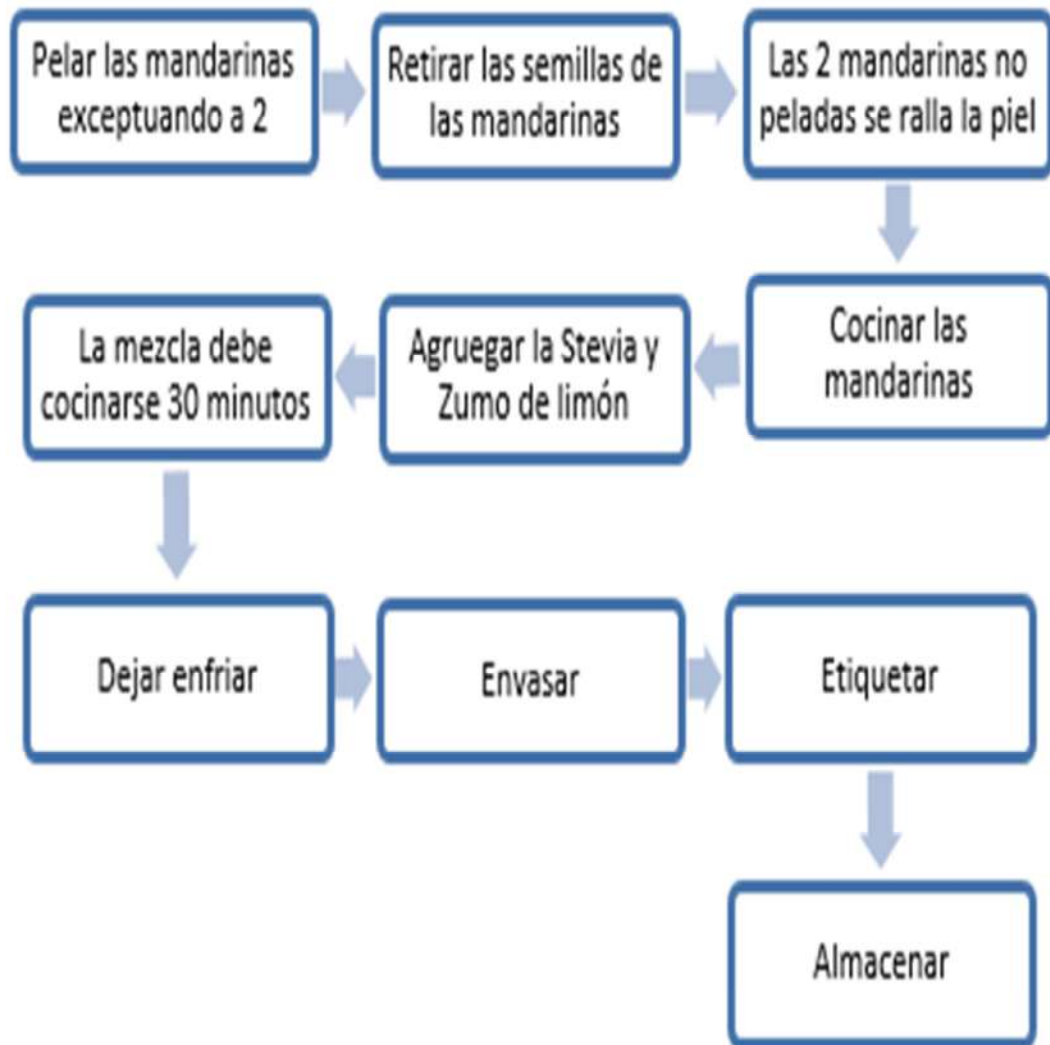 Pelar las mandarinas
exceptuando a 2
Retirar las semillas de
las mandarinas
Las 2 mandarinas no
peladas se ralla la piel
Cocinar las
mandarinas
Agruegar la Stevia y
Zumo de limón
La mezcla debe
cocinarse 30 minutos
Dejar enfriar
Envasar
Etiquetar
Almacenar